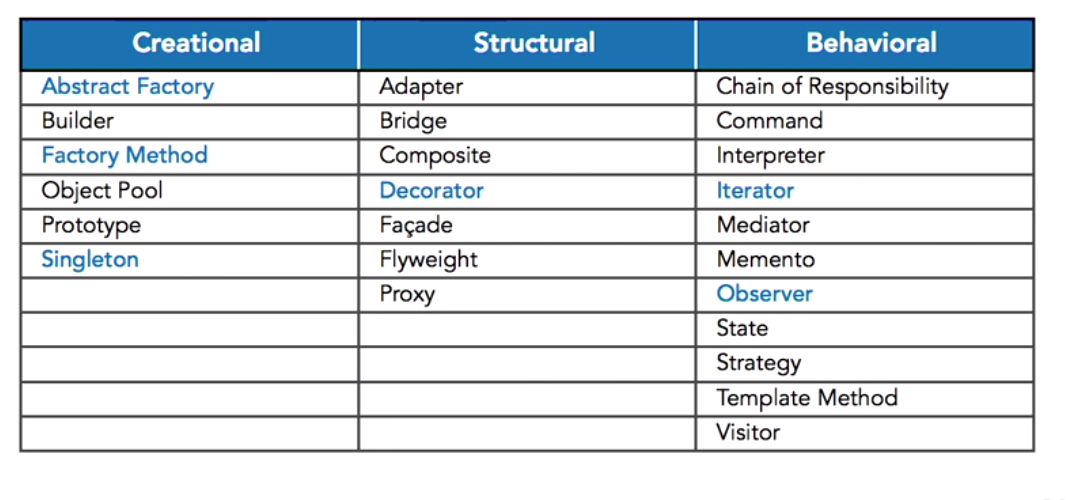 Creational Structural Behavioral
Abstract Factory Adapter Chain of Responsibility
Builder Bridge Command
Factory Method Composite Interpreter
Object Pool Decorator Iterator
Prototype Façade Mediator
Singleton Flyweight Memento
Proxy Observer
State
Strategy
Template Method
Visitor